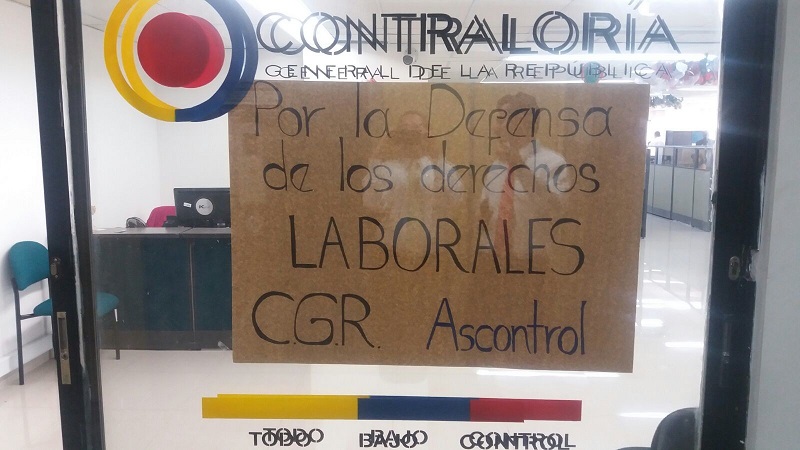 CONTRALORÍA
GENERAL DE LA REPÚBLICA
Por la Defensa
de los derechos
LABORALES
C.G.R. Ascontrol
TODO BAJO CONTROL